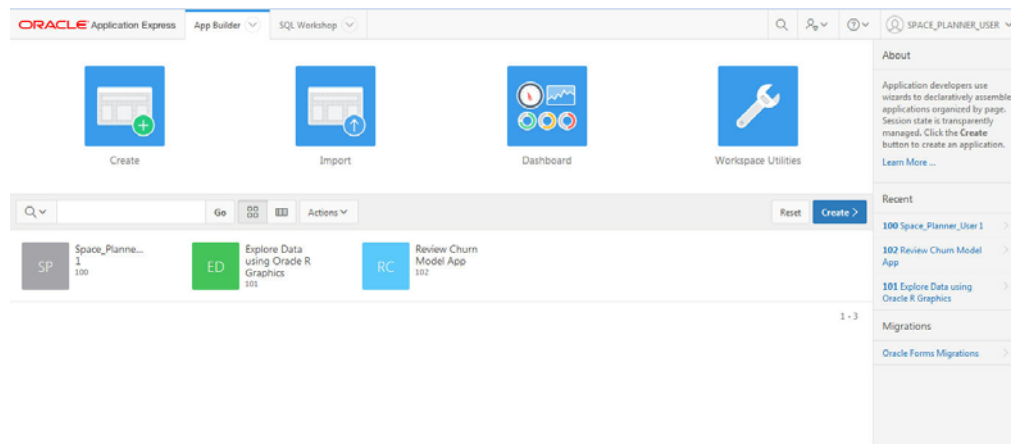 ORACLE Application Express
App Builder
SQL Workshop
SPACE_PLANNER_USER
Create
Import
Dashboard
Workspace Utilities
Go
Actions
Reset
Create >
SP
Space_Planne...
1
100
ED
Explore Data
using Oracle R
Graphics
101
RC
Review Churn
Model App
102
1 - 3
About
Application developers use
wizards to declaratively assemble
applications organized by page.
Session state is transparently
managed. Click the Create
button to create an application.
Learn More ...
Recent
100 Space_Planner_User 1
102 Review Churn Model
App
101 Explore Data using
Oracle R Graphics
Migrations
Oracle Forms Migrations